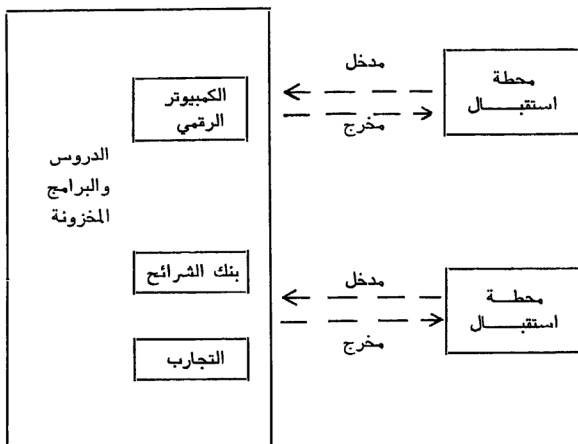 محطة
استقبال
مدخل
مخرج
الكمبيوتر
الرقمي
الدروس
والبرامج
المخزونة
بنك الشرائح
محطة
استقبال
مدخل
مخرج
التجارب